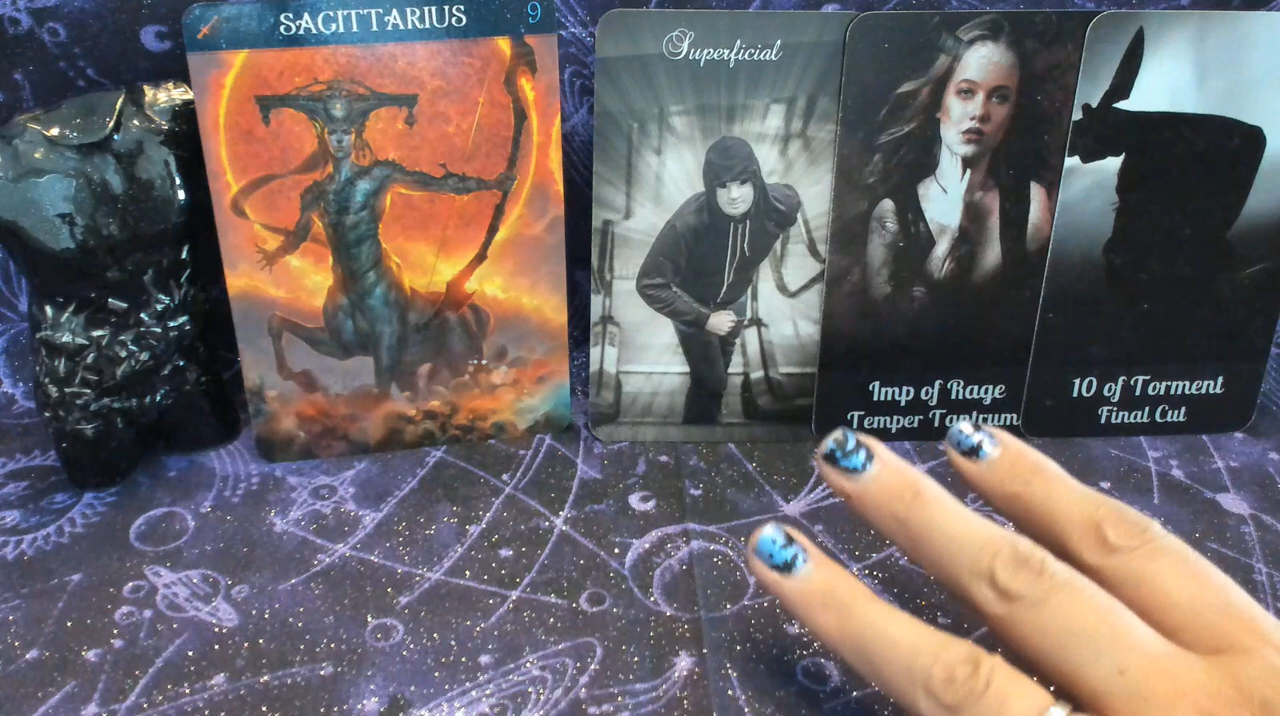 SAGITTARIUS 9
Superficial
Imp of Rage
Temper Tantrum
10 of Torment
Final Cut